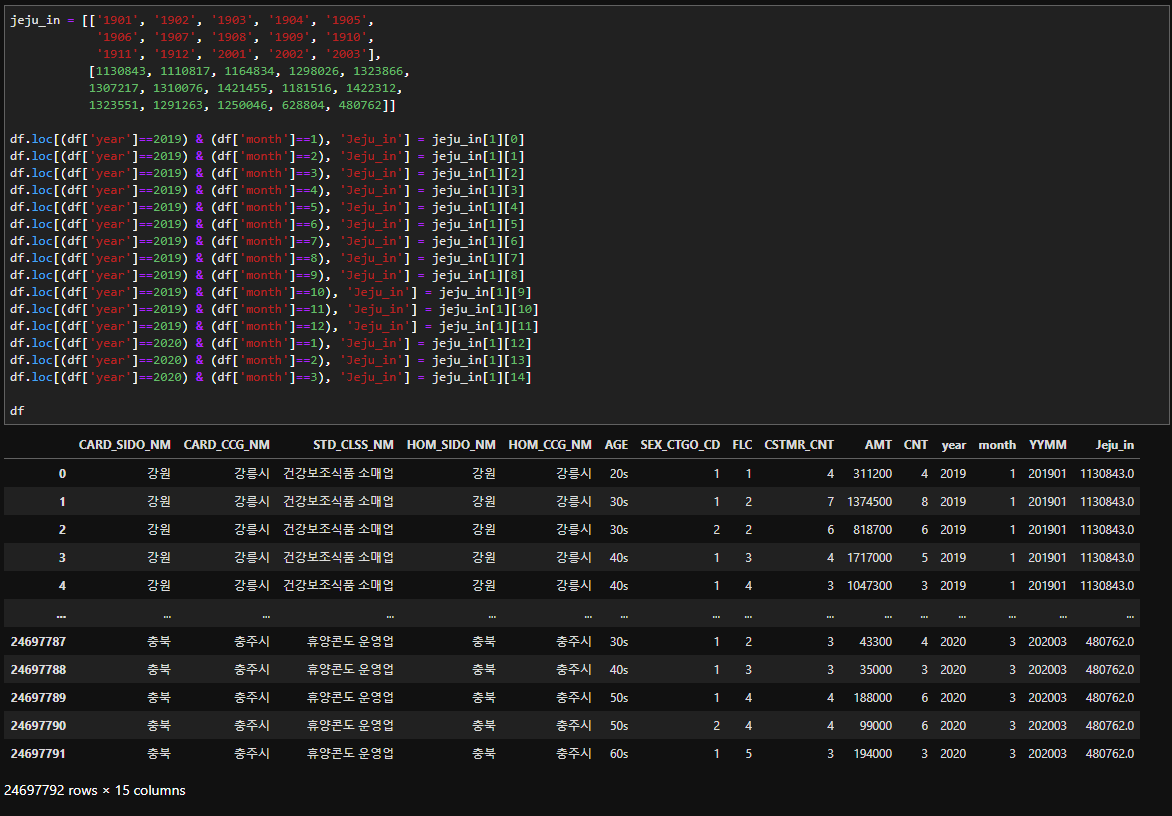 jeju_in = [['1901', '1902', '1903', '1904', '1905',
'1906', '1907', '1908', '1909', '1910',
'1911', '1912', '2001', '2002', '2003'],
[1130843, 1110817, 1164834, 1298026, 1323866,
1307217, 1310076, 1421455, 1181516, 1422312,
1323551, 1291263, 1250046, 628804, 480762]]
df.loc[(df['year']==2019) & (df['month']==1), 'Jeju_in'] = jeju_in[1][0]
df.loc[(df['year']==2019) & (df['month']==2), 'Jeju_in'] = jeju_in[1][1]
df.loc[(df['year']==2019) & (df['month']==3), 'Jeju_in'] = jeju_in[1][2]
df.loc[(df['year']==2019) & (df['month']==4), 'Jeju_in'] = jeju_in[1][3]
df.loc[(df['year']==2019) & (df['month']==5), 'Jeju_in'] = jeju_in[1][4]
df.loc[(df['year']==2019) & (df['month']==6), 'Jeju_in'] = jeju_in[1][5]
df.loc[(df['year']==2019) & (df['month']==7), 'Jeju_in'] = jeju_in[1][6]
df.loc[(df['year']==2019) & (df['month']==8), 'Jeju_in'] = jeju_in[1][7]
df.loc[(df['year']==2019) & (df['month']==9), 'Jeju_in'] = jeju_in[1][8]
df.loc[(df['year']==2019) & (df['month']==10), 'Jeju_in'] = jeju_in[1][9]
df.loc[(df['year']==2019) & (df['month']==11), 'Jeju_in'] = jeju_in[1][10]
df.loc[(df['year']==2019) & (df['month']==12), 'Jeju_in'] = jeju_in[1][11]
df.loc[(df['year']==2020) & (df['month']==1), 'Jeju_in'] = jeju_in[1][12]
df.loc[(df['year']==2020) & (df['month']==2), 'Jeju_in'] = jeju_in[1][13]
df.loc[(df['year']==2020) & (df['month']==3), 'Jeju_in'] = jeju_in[1][14]
df
CARD_SIDO_NM CARD_CCG_NM STD_CLSS_NM HOM_SIDO_NM HOM_CCG_NM AGE SEX_CTGO_CD FLC CSTMR_CNT AMT CNT year month YYMM Jeju_in
0 강원 강릉시 건강보조식품 소매업 강원 강릉시 20s 1 1 4 311200 4 2019 1 201901 1130843.0
1 강원 강릉시 건강보조식품 소매업 강원 강릉시 30s 1 2 7 1374500 8 2019 1 201901 1130843.0
2 강원 강릉시 건강보조식품 소매업 강원 강릉시 30s 2 2 6 818700 6 2019 1 201901 1130843.0
3 강원 강릉시 건강보조식품 소매업 강원 강릉시 40s 1 3 4 1717000 5 2019 1 201901 1130843.0
4 강원 강릉시 건강보조식품 소매업 강원 강릉시 40s 1 4 3 1047300 3 2019 1 201901 1130843.0
... ... ... ... ... ... ... ... ... ... ... ... ... ... ... ...
24697787 충북 충주시 휴양콘도 운영업 충북 충주시 30s 1 2 3 43300 4 2020 3 202003 480762.0
24697788 충북 충주시 휴양콘도 운영업 충북 충주시 40s 1 3 3 35000 3 2020 3 202003 480762.0
24697789 충북 충주시 휴양콘도 운영업 충북 충주시 50s 1 4 4 188000 6 2020 3 202003 480762.0
24697790 충북 충주시 휴양콘도 운영업 충북 충주시 50s 2 4 4 99000 6 2020 3 202003 480762.0
24697791 충북 충주시 휴양콘도 운영업 충북 충주시 60s 1 5 3 194000 3 2020 3 202003 480762.0
24697792 rows × 15 columns